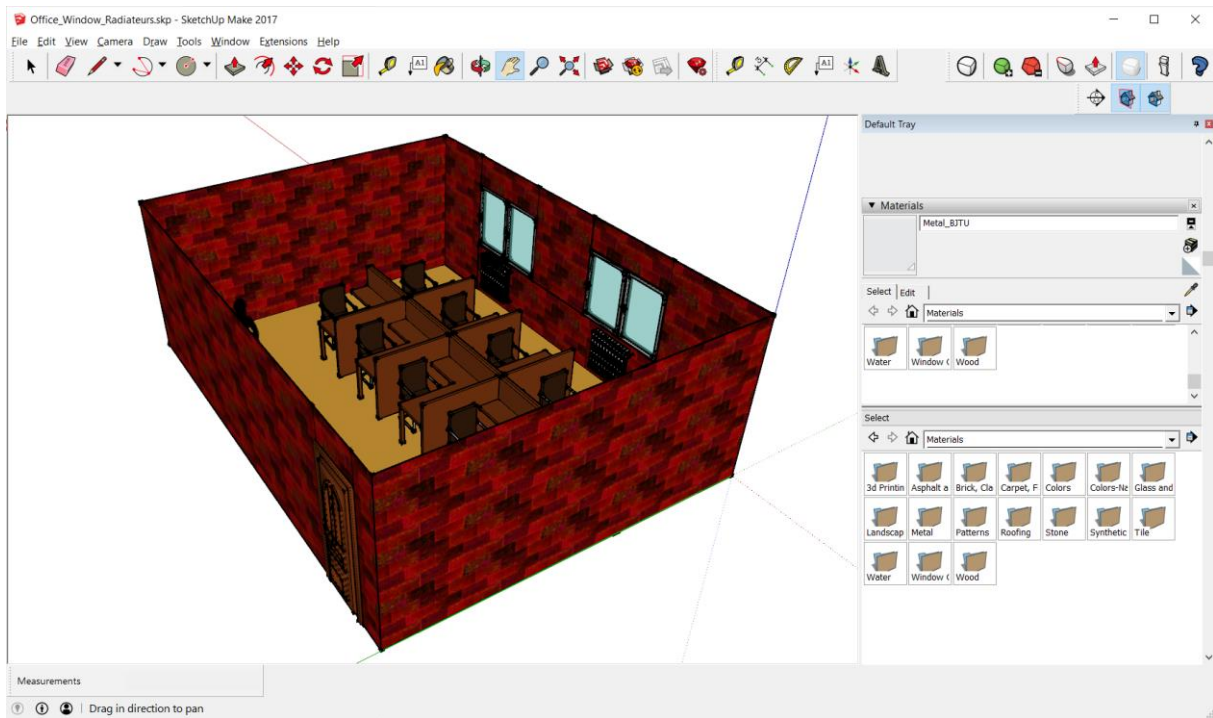 Office_Window_Radiateurs.skp - SketchUp Make 2017
File Edit View Camera Draw Tools Window Extensions Help
A1
A1
Default Tray
Materials
Metal_BJTU
Select Edit
Materials
Water Window ( Wood
Select
Materials
3d Printin Asphalt a Brick, Cla Carpet, F Colors Colors-Na Glass and
Landscap Metal Patterns Roofing Stone Synthetic Tile
Water Window ( Wood
Measurements
Drag in direction to pan